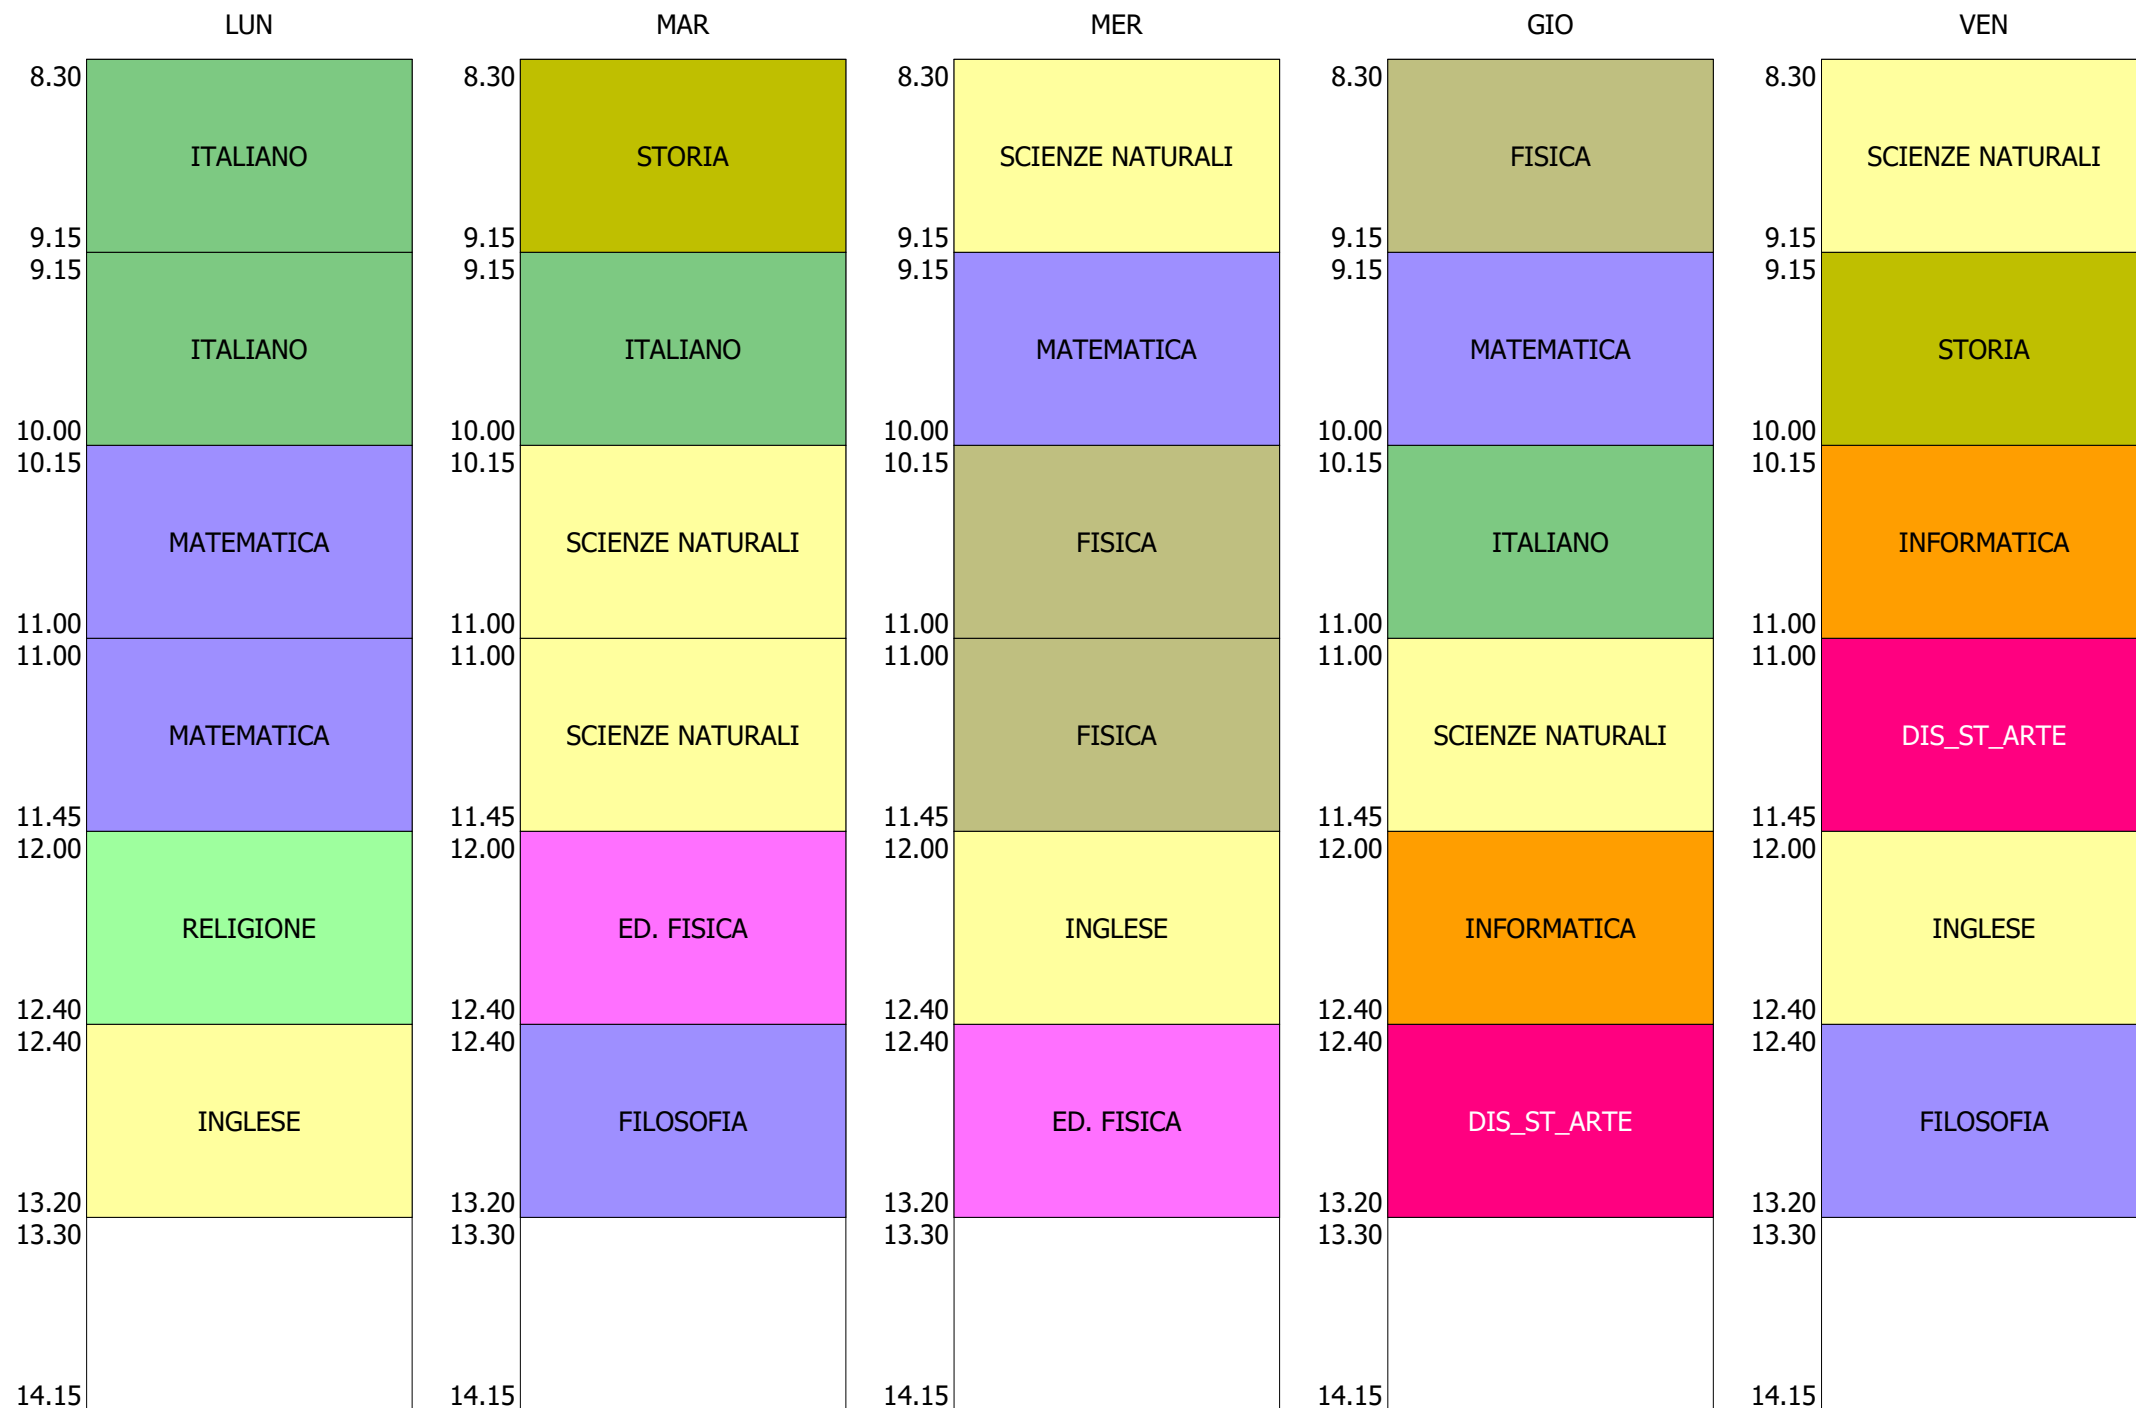 LUN MAR MER GIO VEN
8.30 8.30 8.30 8.30 8.30
ITALIANO STORIA SCIENZE NATURALI FISICA SCIENZE NATURALI
9.15 9.15 9.15 9.15 9.15
9.15 9.15 9.15 9.15 9.15
ITALIANO ITALIANO MATEMATICA MATEMATICA STORIA
10.00 10.00 10.00 10.00 10.00
10.15 10.15 10.15 10.15 10.15
MATEMATICA SCIENZE NATURALI FISICA ITALIANO INFORMATICA
11.00 11.00 11.00 11.00 11.00
11.00 11.00 11.00 11.00 11.00
MATEMATICA SCIENZE NATURALI FISICA SCIENZE NATURALI DIS_ST_ARTE
11.45 11.45 11.45 11.45 11.45
12.00 12.00 12.00 12.00 12.00
RELIGIONE ED. FISICA INGLESE INFORMATICA INGLESE
12.40 12.40 12.40 12.40 12.40
12.40 12.40 12.40 12.40 12.40
INGLESE FILOSOFIA ED. FISICA DIS_ST_ARTE FILOSOFIA
13.20 13.20 13.20 13.20 13.20
13.30 13.30 13.30 13.30 13.30
14.15 14.15 14.15 14.15 14.15